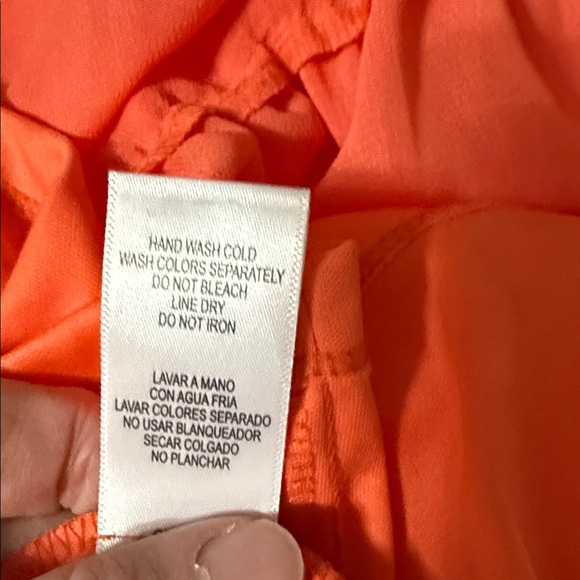 HAND WASH COLD
WASH COLORS SEPARATELY
DO NOT BLEACH
LINE DRY
DO NOT IRON
LAVAR A MANO
CON AGUA FRIA
LAVAR COLORES SEPARADO
NO USAR BLANQUEADOR
SECAR COLGADO
NO PLANCHAR